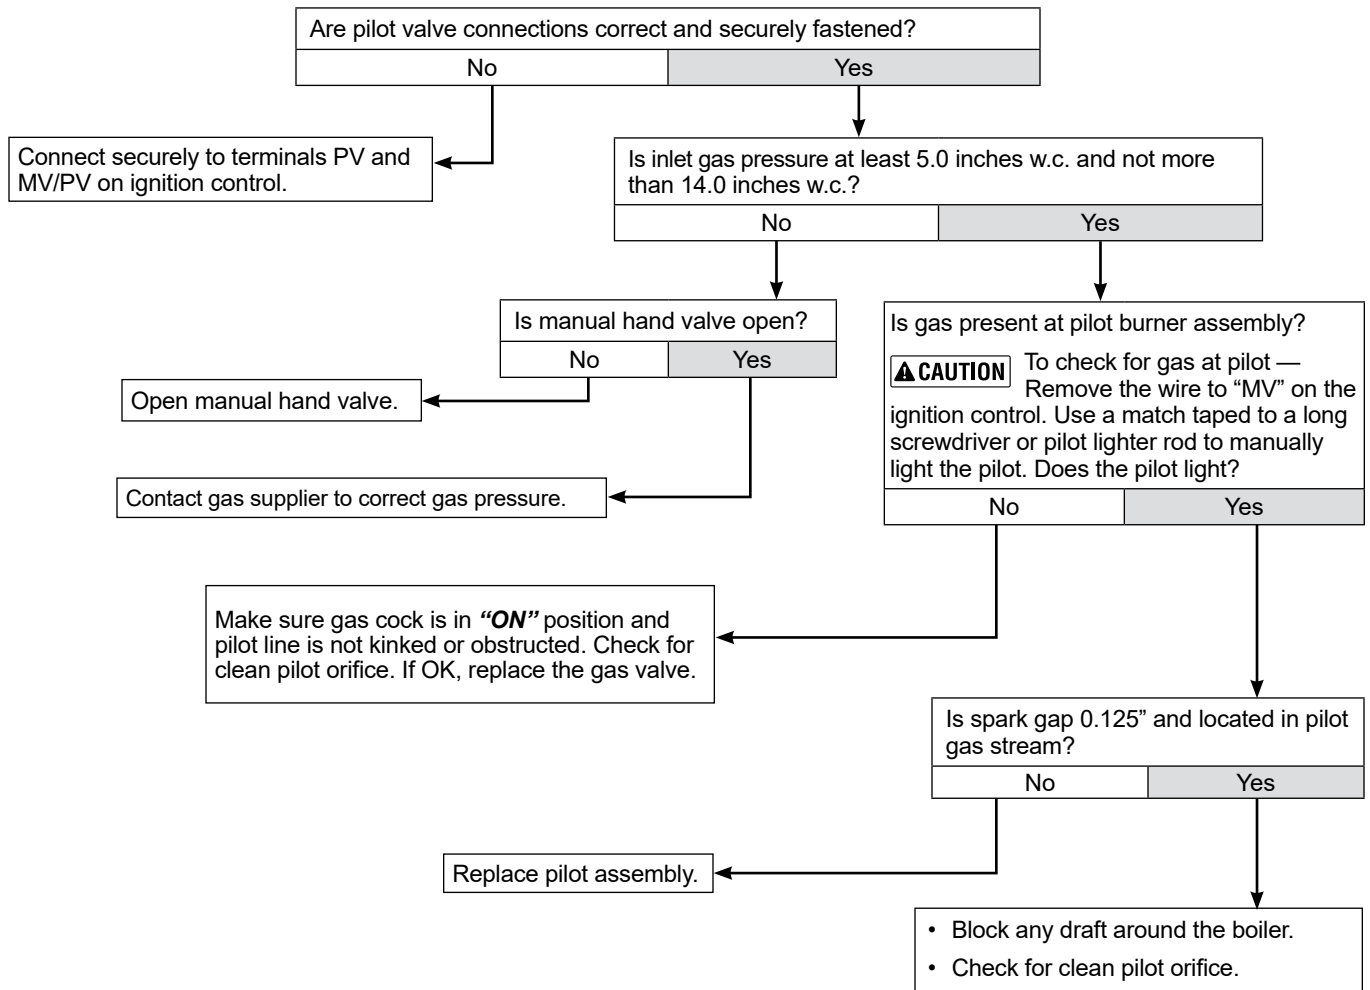 Are pilot valve connections correct and securely fastened?
No
Yes
Connect securely to terminals PV and
MV/PV on ignition control.
Is inlet gas pressure at least 5.0 inches w.c. and not more
than 14.0 inches w.c.?
No
Yes
Is manual hand valve open?
No
Yes
Open manual hand valve.
Contact gas supplier to correct gas pressure.
Is gas present at pilot burner assembly?
CAUTION To check for gas at pilot —
Remove the wire to “MV” on the
ignition control. Use a match taped to a long
screwdriver or pilot lighter rod to manually
light the pilot. Does the pilot light?
No
Yes
Make sure gas cock is in “ON” position and
pilot line is not kinked or obstructed. Check for
clean pilot orifice. If OK, replace the gas valve.
Is spark gap 0.125” and located in pilot
gas stream?
No
Yes
Replace pilot assembly.
• Block any draft around the boiler.
• Check for clean pilot orifice.